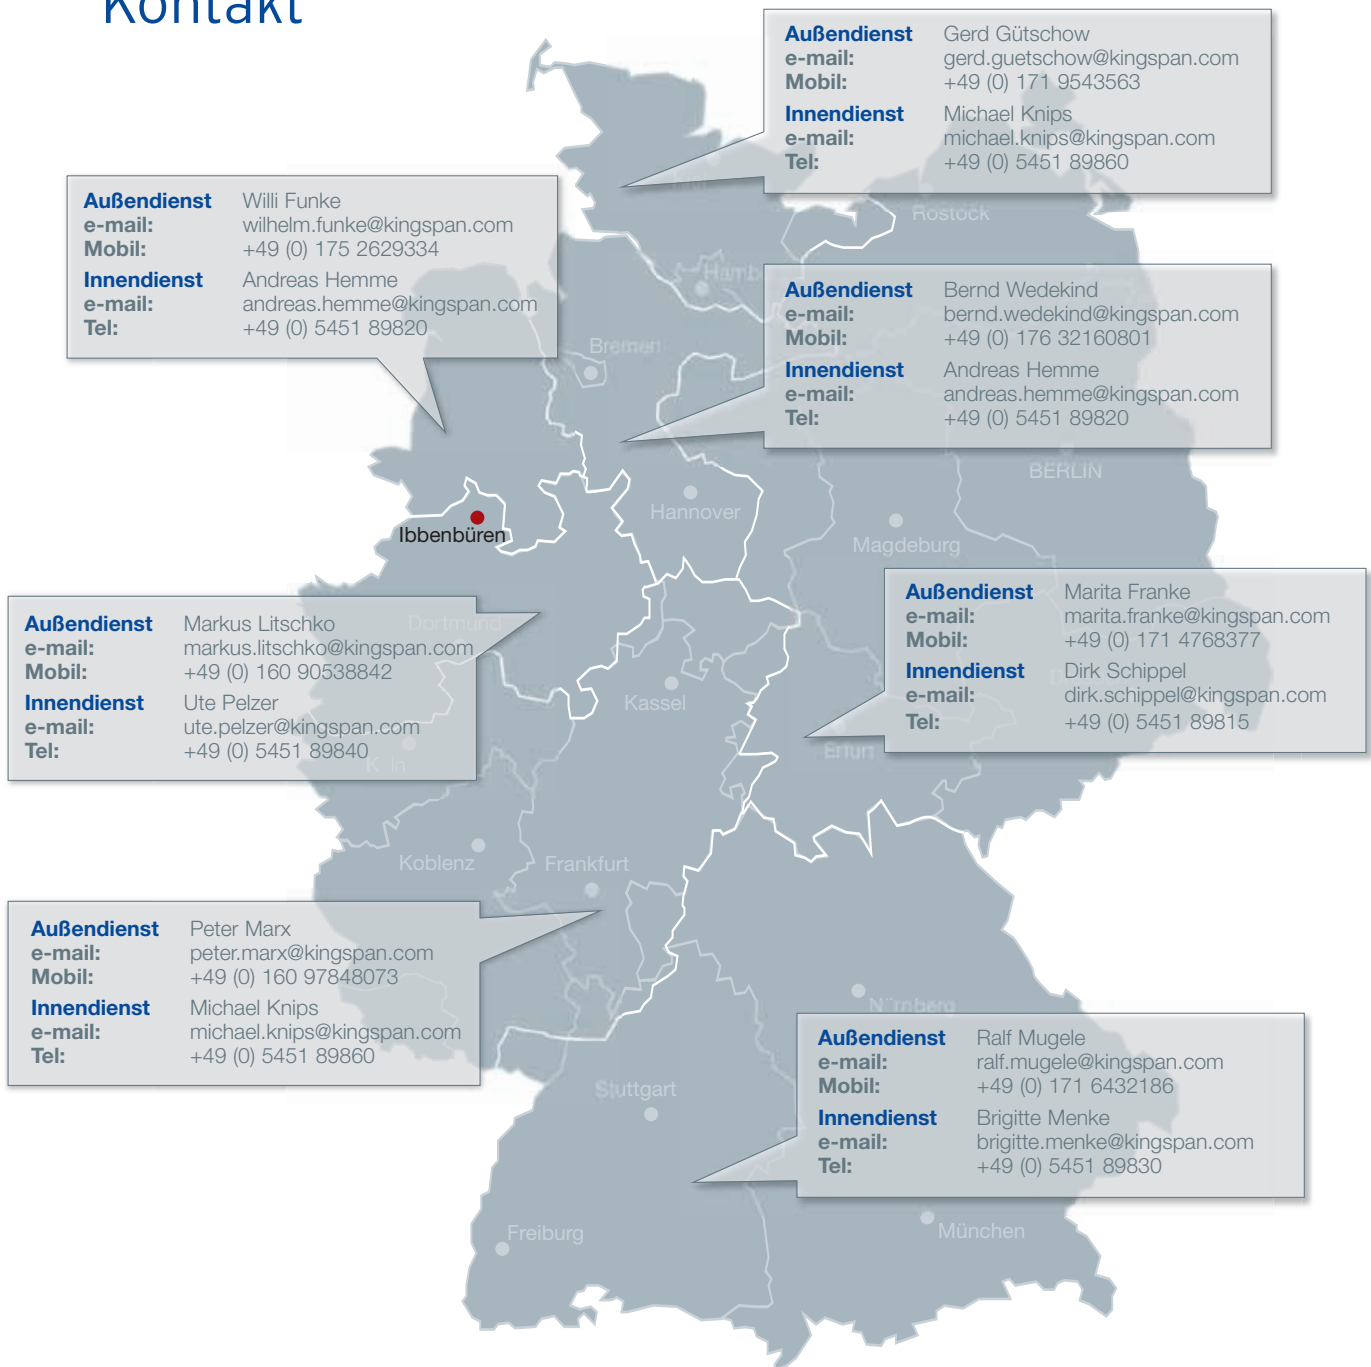 Kontakt
Außendienst Gerd Gütschow
e-mail: gerd.guetschow@kingspan.com
Mobil: +49 (0) 171 9543563
Innendienst Michael Knips
e-mail: michael.knips@kingspan.com
Tel: +49 (0) 5451 89860
Außendienst Willi Funke
e-mail: wilhelm.funke@kingspan.com
Mobil: +49 (0) 175 2629334
Innendienst Andreas Hemme
e-mail: andreas.hemme@kingspan.com
Tel: +49 (0) 5451 89820
Rostock
Außendienst Bernd Wedekind
e-mail: bernd.wedekind@kingspan.com
Mobil: +49 (0) 176 32160801
Innendienst Andreas Hemme
e-mail: andreas.hemme@kingspan.com
Tel: +49 (0) 5451 89820
Bremen
BERLIN
Hannover
Ibbenbüren
Magdeburg
Außendienst Marita Franke
e-mail: marita.franke@kingspan.com
Mobil: +49 (0) 171 4768377
Innendienst Dirk Schippel
e-mail: dirk.schippel@kingspan.com
Tel: +49 (0) 5451 89815
Außendienst Markus Litschko
e-mail: markus.litschko@kingspan.com
Mobil: +49 (0) 160 90538842
Innendienst Ute Pelzer
e-mail: ute.pelzer@kingspan.com
Tel: +49 (0) 5451 89840
Dortmund
Kassel
Erfurt
Köln
Koblenz
Frankfurt
Außendienst Peter Marx
e-mail: peter.marx@kingspan.com
Mobil: +49 (0) 160 97848073
Innendienst Michael Knips
e-mail: michael.knips@kingspan.com
Tel: +49 (0) 5451 89860
Nürnberg
Außendienst Ralf Mugele
e-mail: ralf.mugele@kingspan.com
Mobil: +49 (0) 171 6432186
Innendienst Brigitte Menke
e-mail: brigitte.menke@kingspan.com
Tel: +49 (0) 5451 89830
Stuttgart
Freiburg
München